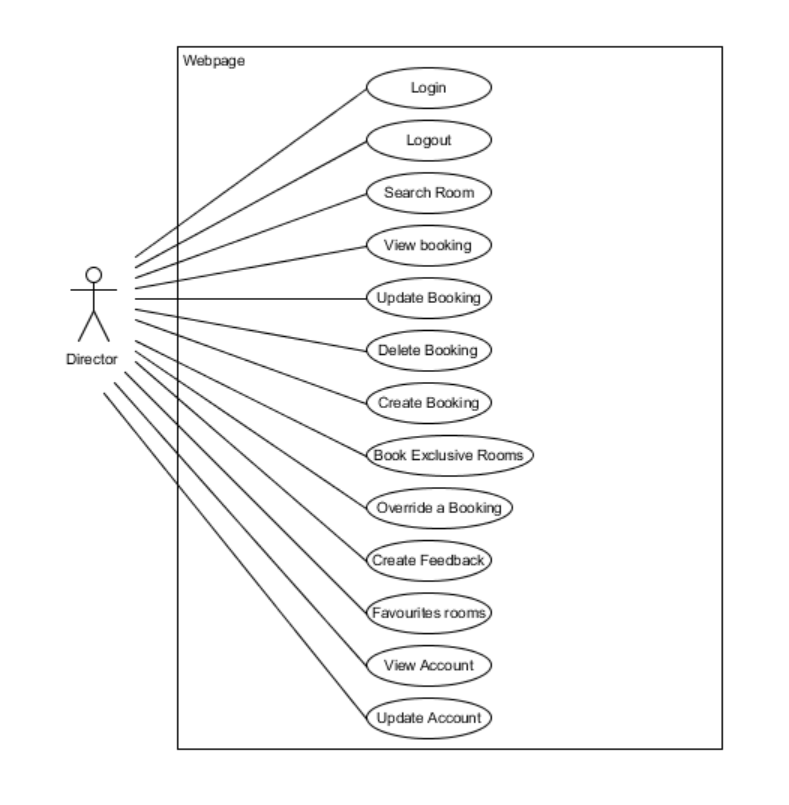 Webpage
Login
Logout
Search Room
View booking
Update Booking
Director
Delete Booking
Create Booking
Book Exclusive Rooms
Override a Booking
Create Feedback
Favourites rooms
View Account
Update Account